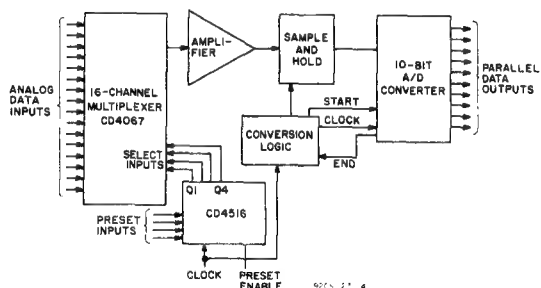 ANALOG
DATA
INPUTS
16-CHANNEL
MULTIPLEXER
CD4067
SELECT
INPUTS
AMPLI-
FIER
SAMPLE
AND
HOLD
10-BIT
A/D
CONVERTER
PARALLEL
DATA
OUTPUTS
START
CLOCK
END
CONVERSION
LOGIC
Q1
Q4
CD4516
PRESET
INPUTS
CLOCK
PRESET
ENABLE